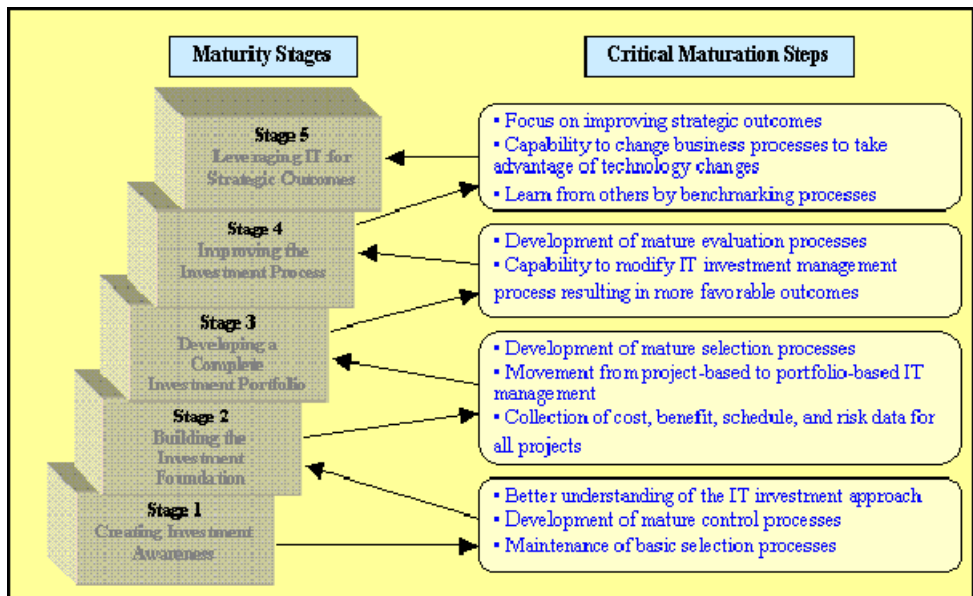 Maturity Stages
Critical Maturation Steps
Stage 5
Leveraging IT for
Strategic Outcomes
Stage 4
Improving the
Investment Process
Stage 3
Developing a
Complete
Investment Portfolio
Stage 2
Building the
Investment
Foundation
Stage 1
Creating Investment
Awareness
▪ Focus on improving strategic outcomes
▪ Capability to change business processes to take
advantage of technology changes
▪ Learn from others by benchmarking processes
▪ Development of mature evaluation processes
▪ Capability to modify IT investment management
process resulting in more favorable outcomes
▪ Development of mature selection processes
▪ Movement from project-based to portfolio-based IT
management
▪ Collection of cost, benefit, schedule, and risk data for
all projects
▪ Better understanding of the IT investment approach
▪ Development of mature control processes
▪ Maintenance of basic selection processes